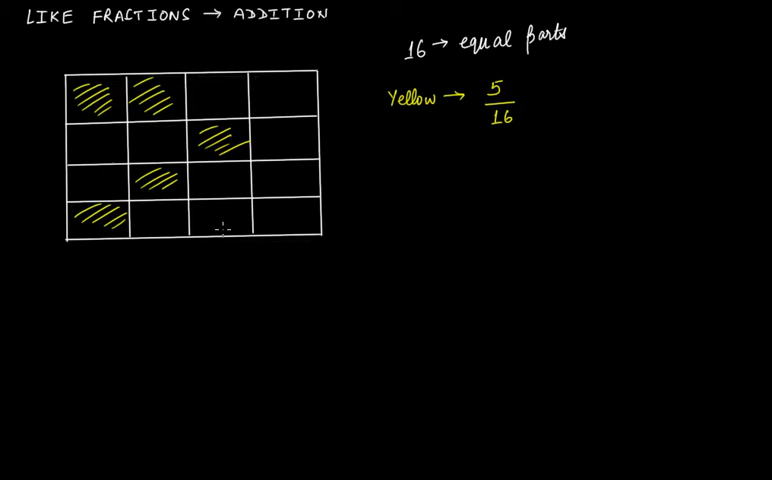 LIKE FRACTIONS → ADDITION
16 → equal parts
Yellow → 5/16